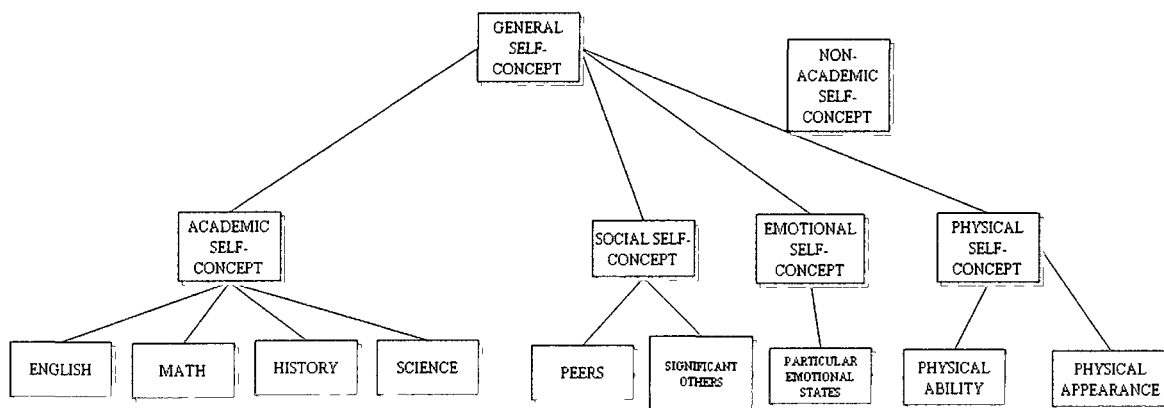 GENERAL
SELF-
CONCEPT
NON-
ACADEMIC
SELF-
CONCEPT
ACADEMIC
SELF-
CONCEPT
SOCIAL SELF-
CONCEPT
EMOTIONAL
SELF-
CONCEPT
PHYSICAL
SELF-
CONCEPT
ENGLISH
MATH
HISTORY
SCIENCE
PEERS
SIGNIFICANT
OTHERS
PARTICULAR
EMOTIONAL
STATES
PHYSICAL
ABILITY
PHYSICAL
APPEARANCE